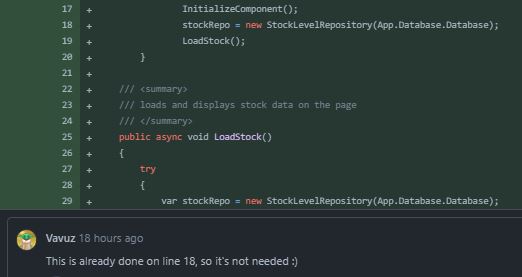 17 + InitializeComponent();
18 + stockRepo = new StockLevelRepository(App.Database.Database);
19 + LoadStock();
20 + }
21 +
22 + /// <summary>
23 + /// loads and displays stock data on the page
24 + /// </summary>
25 + public async void LoadStock()
26 + {
27 + try
28 + {
29 + var stockRepo = new StockLevelRepository(App.Database.Database);
Vavuz 18 hours ago
This is already done on line 18, so it's not needed :)